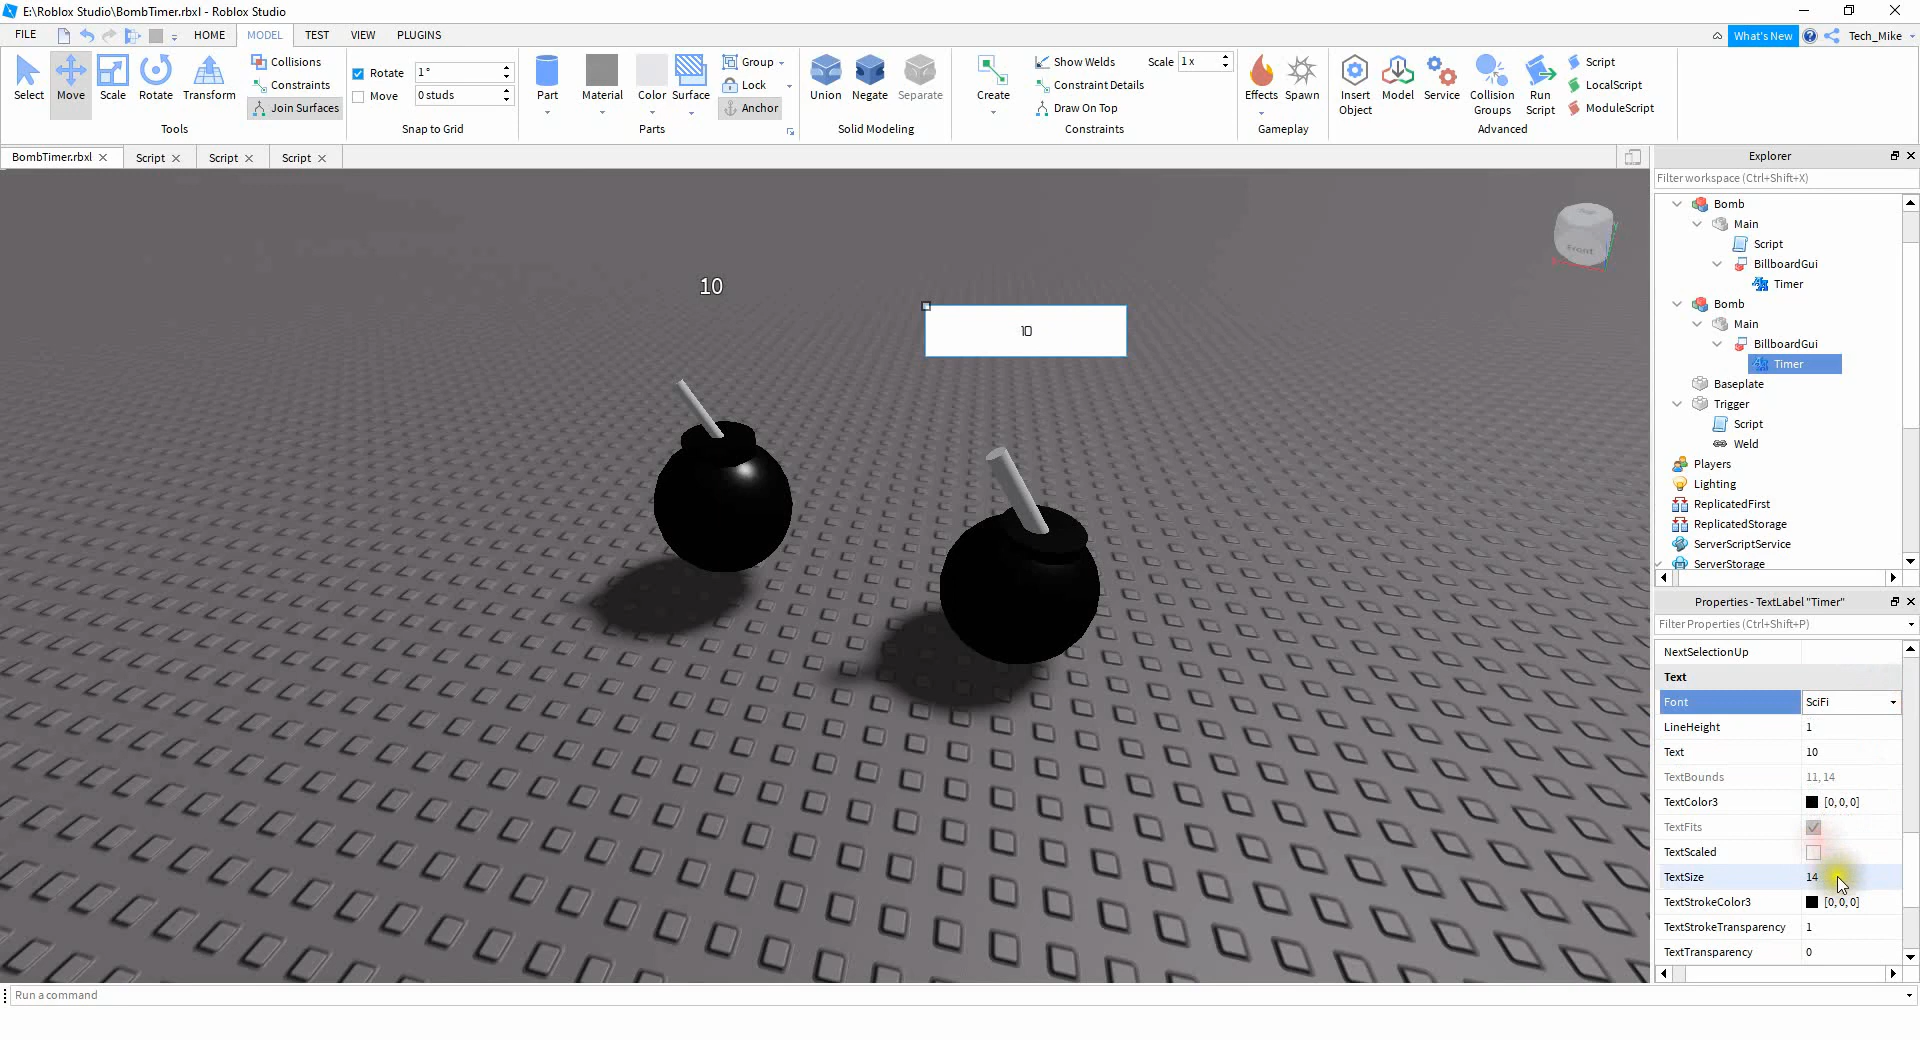 E:\Roblox Studio\BombTimer.rbxl - Roblox Studio
FILE HOME MODEL TEST VIEW PLUGINS What's New Tech_Mike
Select Move Scale Rotate Transform
Collisions
Constraints
Join Surfaces
Tools
Rotate 1°
Move 0 studs
Snap to Grid
Part Material Color Surface
Group
Lock
Anchor
Parts
Union Negate Separate
Solid Modeling
Create
Show Welds Scale 1x
Constraint Details
Draw On Top
Constraints
Effects Spawn
Gameplay
Insert Object Model Service Collision Groups Run Script
Script
LocalScript
ModuleScript
Advanced
BombTimer.rbxl Script Script Script
10
10
Front
Explorer
Filter workspace (Ctrl+Shift+X)
Bomb
Main
Script
BillboardGui
Timer
Bomb
Main
BillboardGui
Timer
Baseplate
Trigger
Script
Weld
Players
Lighting
ReplicatedFirst
ReplicatedStorage
ServerScriptService
ServerStorage
Properties - TextLabel "Timer"
Filter Properties (Ctrl+Shift+P)
NextSelectionUp
Text
Font SciFi
LineHeight 1
Text 10
TextBounds 11, 14
TextColor3 [0, 0, 0]
TextFits
TextScaled
TextSize 14
TextStrokeColor3 [0, 0, 0]
TextStrokeTransparency 1
TextTransparency 0
Run a command